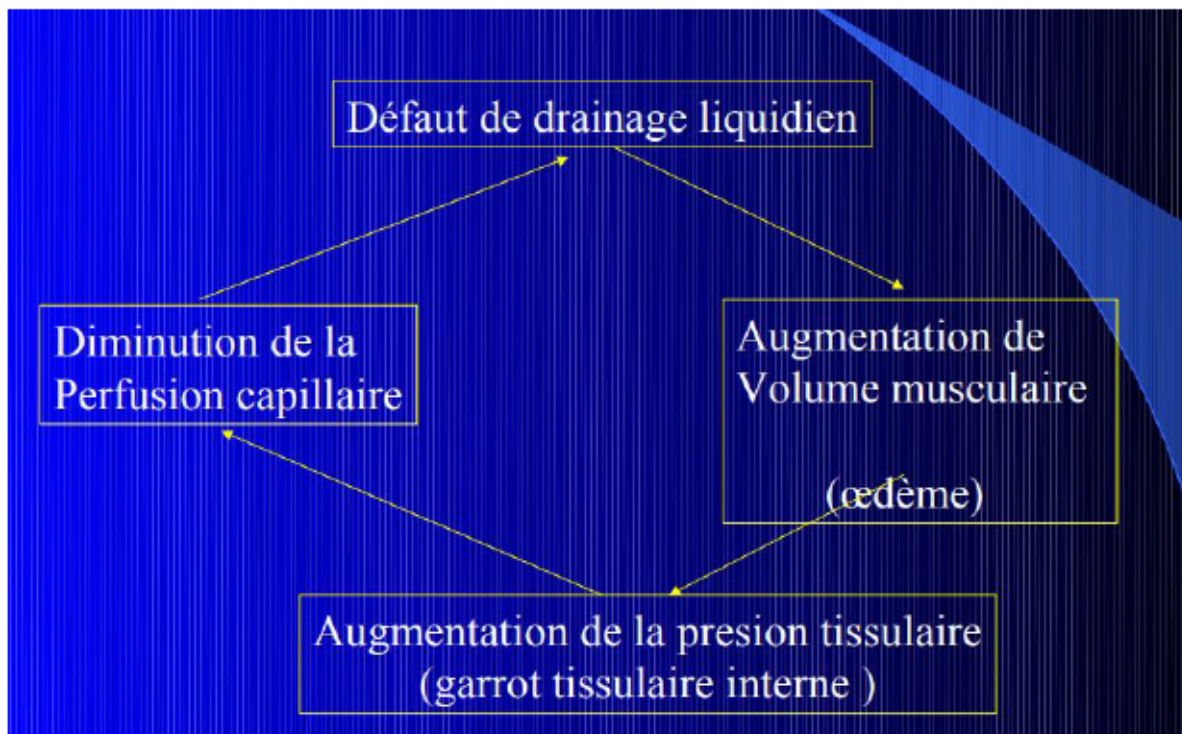 Défaut de drainage liquidien
Diminution de la
Perfusion capillaire
Augmentation de
Volume musculaire
(œdème)
Augmentation de la presion tissulaire
(garrot tissulaire interne )